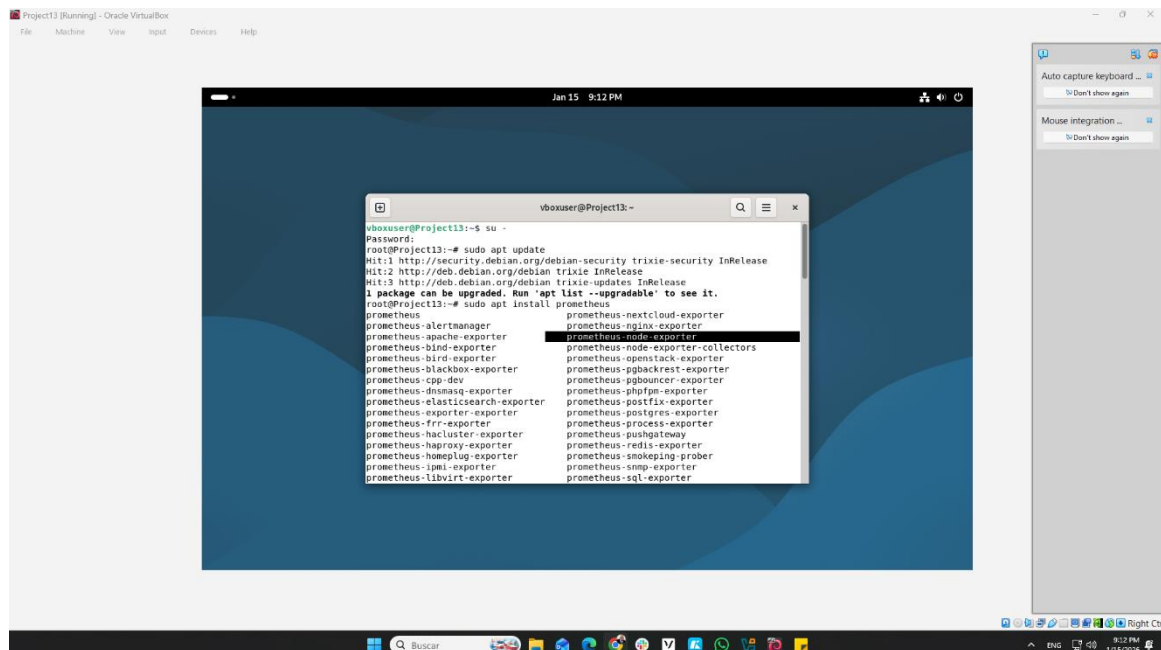 Project13 [Running] - Oracle VirtualBox
File Machine View Input Devices Help
Auto capture keyboard ...
Don't show again
Mouse integration ...
Don't show again
Jan 15 9:12 PM
vboxuser@Project13: ~
vboxuser@Project13:~$ su -
Password:
root@Project13:~# sudo apt update
Hit:1 http://security.debian.org/debian-security trixie-security InRelease
Hit:2 http://deb.debian.org/debian trixie InRelease
Hit:3 http://deb.debian.org/debian trixie-updates InRelease
1 package can be upgraded. Run 'apt list --upgradable' to see it.
root@Project13:~# sudo apt install prometheus
prometheus prometheus-nextcloud-exporter
prometheus-alertmanager prometheus-nginx-exporter
prometheus-apache-exporter prometheus-node-exporter
prometheus-bind-exporter prometheus-node-exporter-collectors
prometheus-bird-exporter prometheus-openstack-exporter
prometheus-blackbox-exporter prometheus-pgbackrest-exporter
prometheus-cpp-dev prometheus-pgbouncer-exporter
prometheus-dnsmasq-exporter prometheus-phpfpm-exporter
prometheus-elasticsearch-exporter prometheus-postfix-exporter
prometheus-exporter-exporter prometheus-postgres-exporter
prometheus-frr-exporter prometheus-process-exporter
prometheus-hacluster-exporter prometheus-pushgateway
prometheus-haproxy-exporter prometheus-redis-exporter
prometheus-homeplug-exporter prometheus-smokeping-prober
prometheus-ipmi-exporter prometheus-snmp-exporter
prometheus-libvirt-exporter prometheus-sql-exporter
Right Ct
Buscar
ENG
9:12 PM
1/15/2026